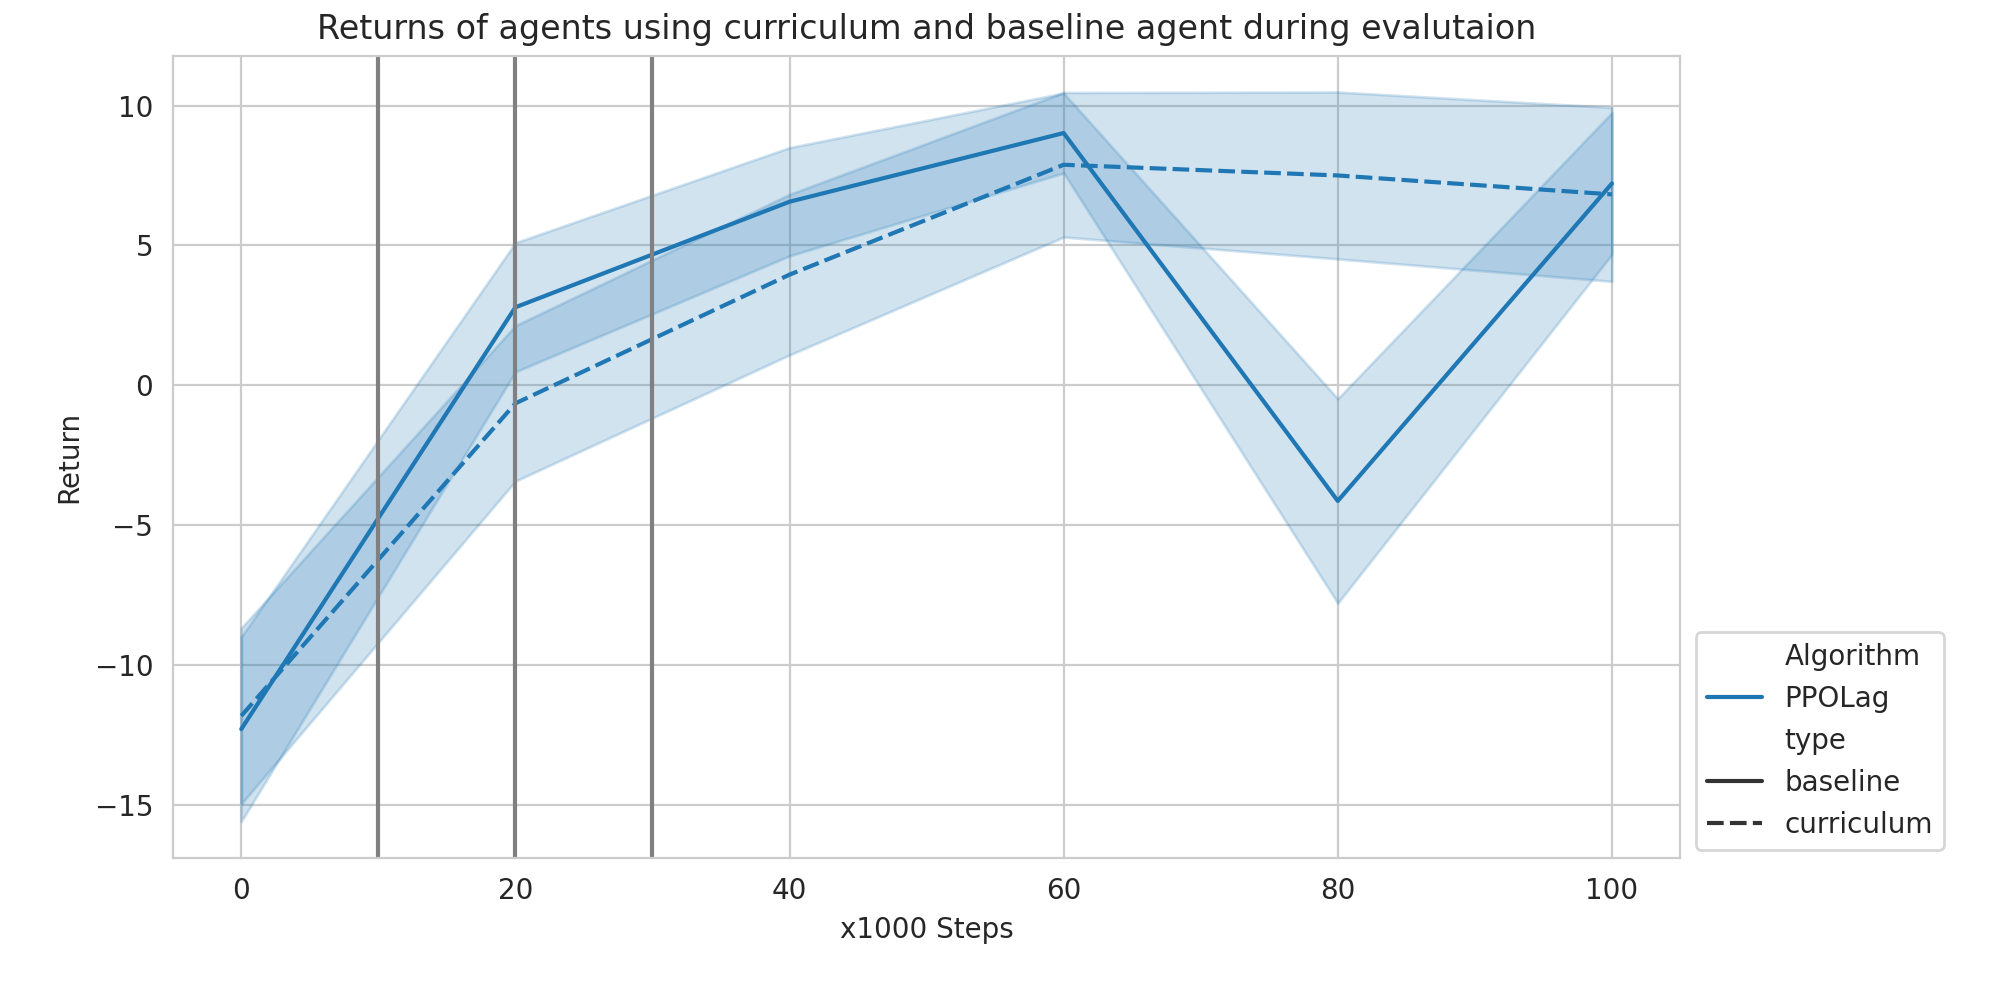 Returns of agents using curriculum and baseline agent during evalutaion
10
5
0
−5
−10
−15
Return
0 20 40 60 80 100
x1000 Steps
Algorithm
PPOLag
type
baseline
curriculum